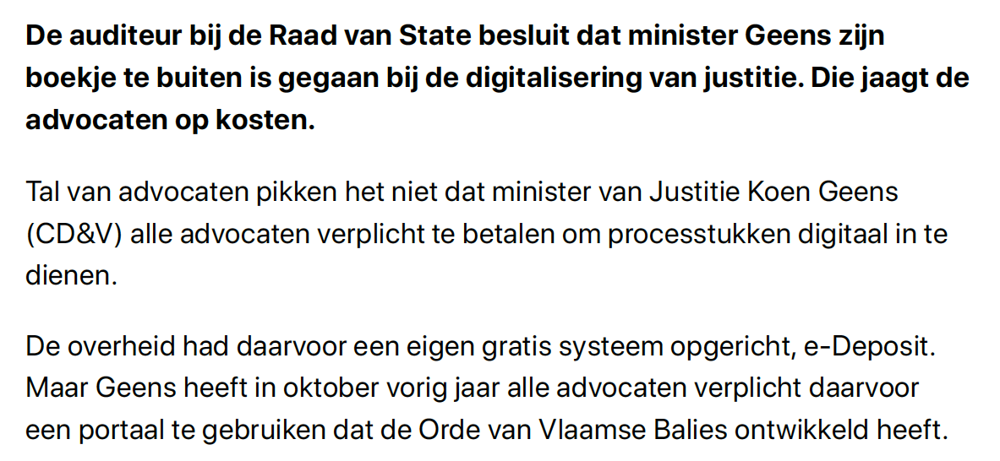 De auditeur bij de Raad van State besluit dat minister Geens zijn
boekje te buiten is gegaan bij de digitalisering van justitie. Die jaagt de
advocaten op kosten.
Tal van advocaten pikken het niet dat minister van Justitie Koen Geens
(CD&V) alle advocaten verplicht te betalen om processtukken digitaal in te
dienen.
De overheid had daarvoor een eigen gratis systeem opgericht, e-Deposit.
Maar Geens heeft in oktober vorig jaar alle advocaten verplicht daarvoor
een portaal te gebruiken dat de Orde van Vlaamse Balies ontwikkeld heeft.